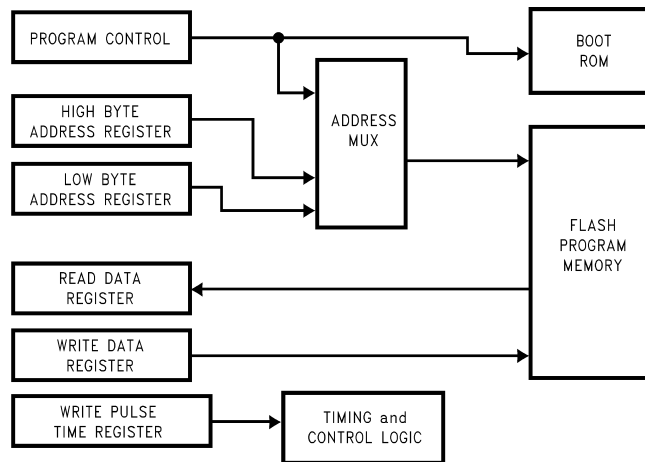 PROGRAM CONTROL
BOOT
ROM
HIGH BYTE
ADDRESS REGISTER
ADDRESS
MUX
LOW BYTE
ADDRESS REGISTER
FLASH
PROGRAM
MEMORY
READ DATA
REGISTER
WRITE DATA
REGISTER
WRITE PULSE
TIME REGISTER
TIMING and
CONTROL LOGIC